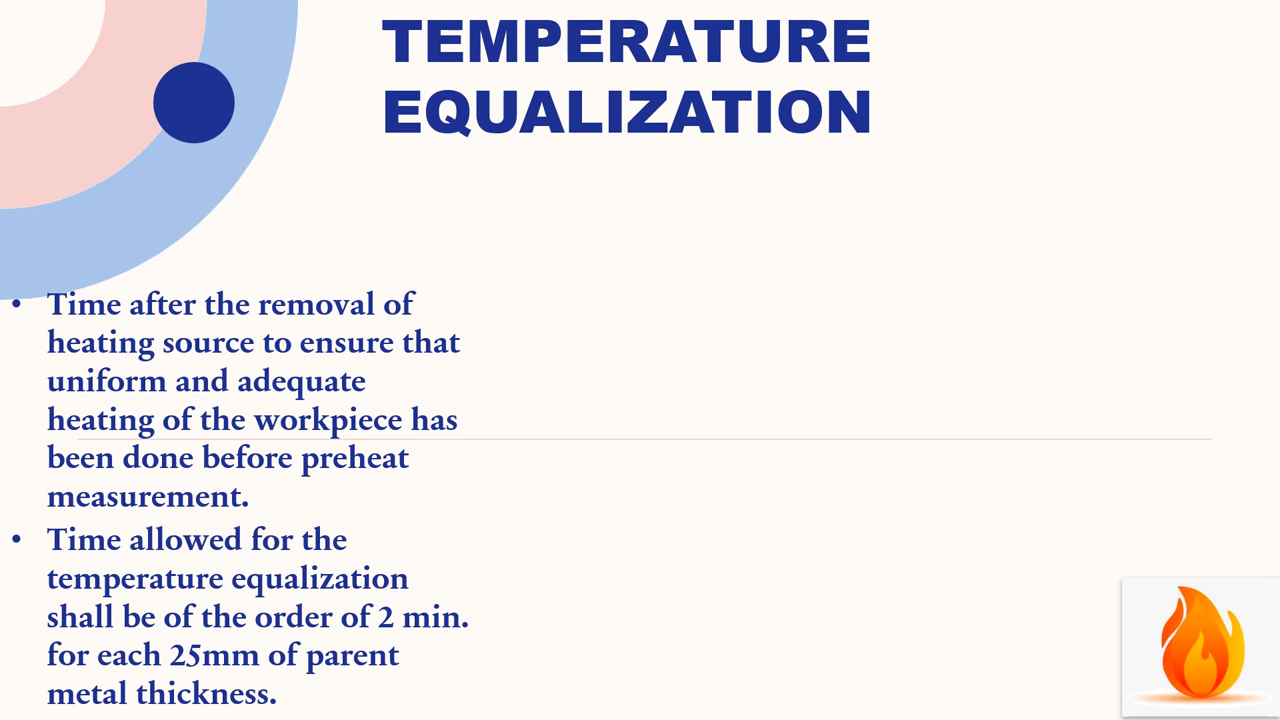 TEMPERATURE
EQUALIZATION
• Time after the removal of
heating source to ensure that
uniform and adequate
heating of the workpiece has
been done before preheat
measurement.
• Time allowed for the
temperature equalization
shall be of the order of 2 min.
for each 25mm of parent
metal thickness.